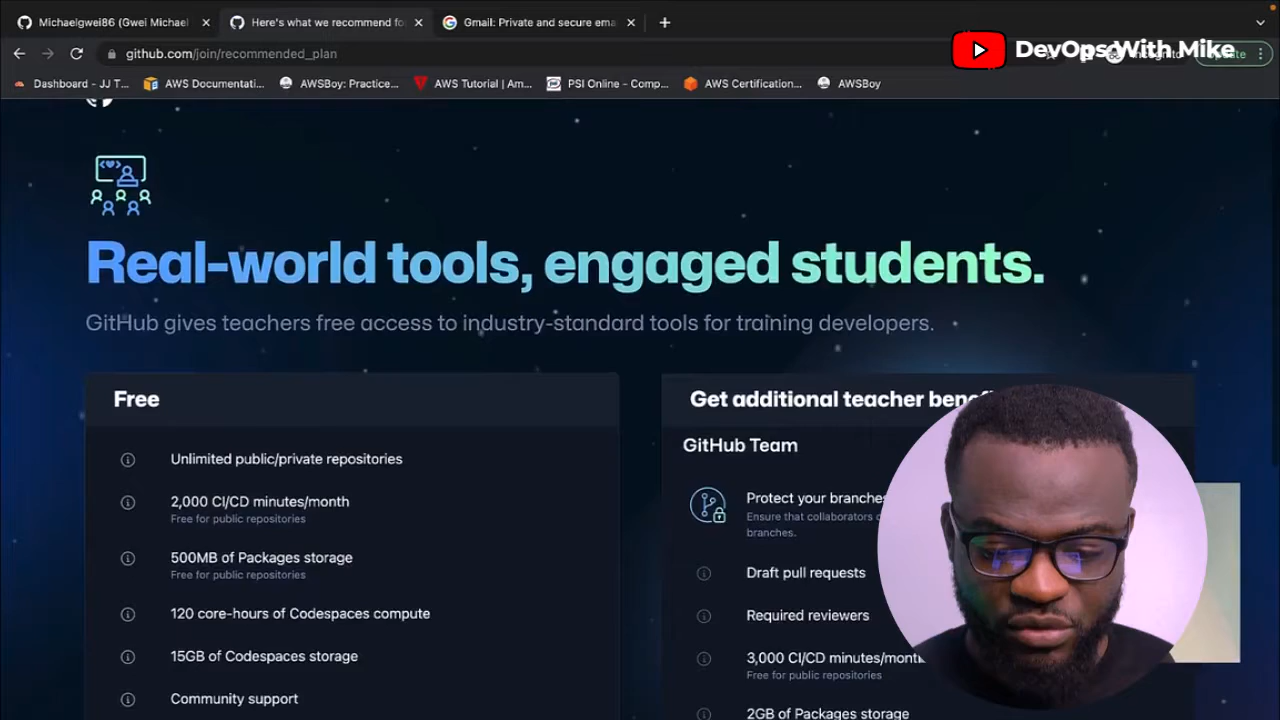 Michaelgwei86 (Gwei Michael
Here's what we recommend fo
Gmail: Private and secure ema
github.com/join/recommended_plan
DevOps With Mike
Dashboard - JJ T...
AWS Documentati...
AWSBoy: Practice...
AWS Tutorial | Am...
PSI Online - Comp...
AWS Certification...
AWSBoy
Real-world tools, engaged students.
GitHub gives teachers free access to industry-standard tools for training developers.
Free
Unlimited public/private repositories
2,000 CI/CD minutes/month
Free for public repositories
500MB of Packages storage
Free for public repositories
120 core-hours of Codespaces compute
15GB of Codespaces storage
Community support
Get additional teacher benefi
GitHub Team
Protect your branches
Ensure that collaborators
branches.
Draft pull requests
Required reviewers
3,000 CI/CD minutes/month
Free for public repositories
2GB of Packages storage